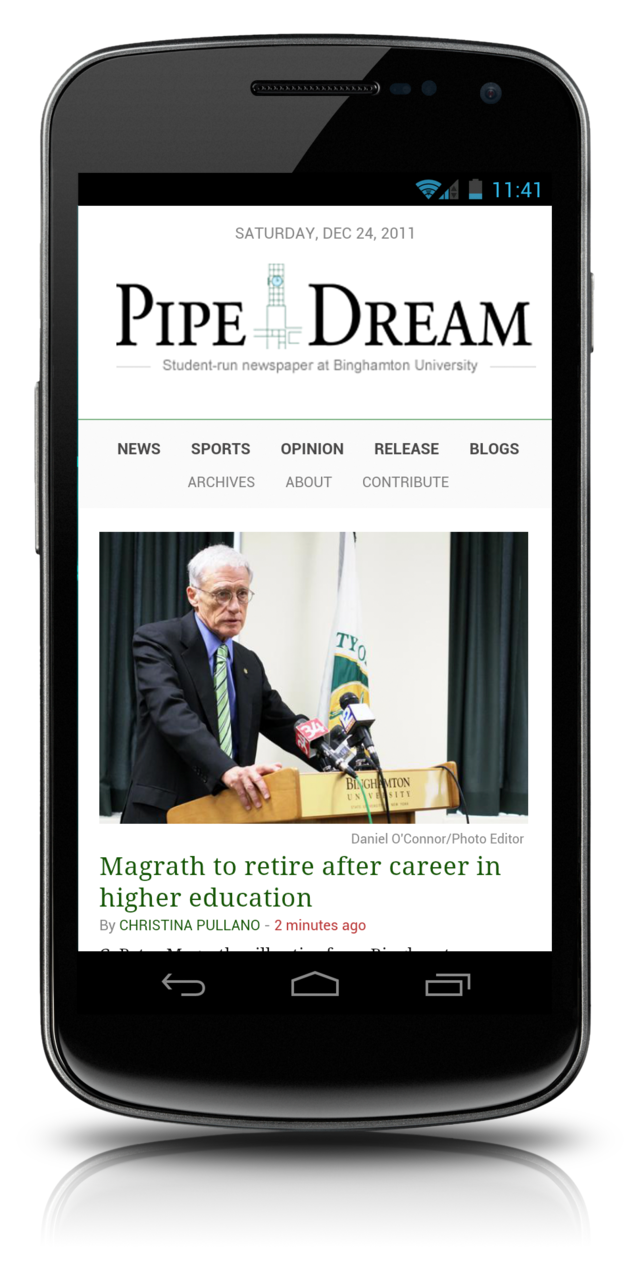 11:41
SATURDAY, DEC 24, 2011
PIPE DREAM
Student-run newspaper at Binghamton University
NEWS SPORTS OPINION RELEASE BLOGS
ARCHIVES ABOUT CONTRIBUTE
TY O
34
BINGHAMTON
UNIVERSITY
Daniel O'Connor/Photo Editor
Magrath to retire after career in
higher education
By CHRISTINA PULLANO - 2 minutes ago